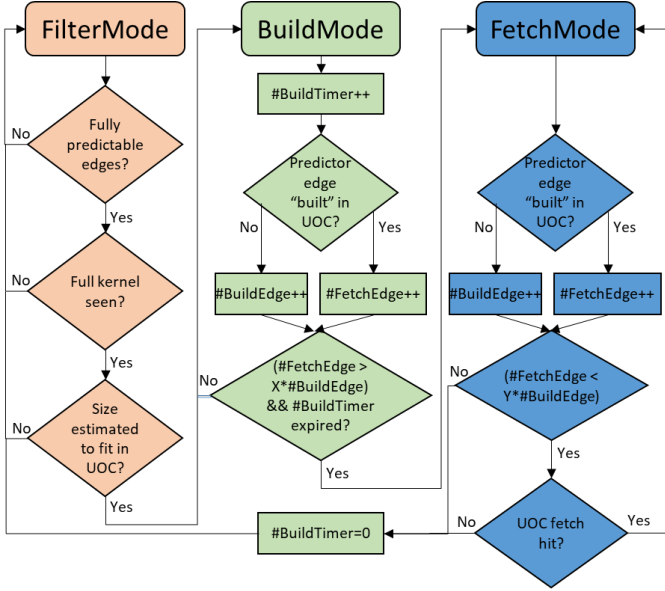 FilterMode
No
Fully
predictable
edges?
Yes
No
Full kernel
seen?
Yes
No
Size
estimated
to fit in
UOC?
Yes
BuildMode
#BuildTimer++
Predictor
edge
“built” in
UOC?
No
Yes
#BuildEdge++
#FetchEdge++
No
(#FetchEdge >
X*#BuildEdge)
&& #BuildTimer
expired?
Yes
#BuildTimer=0
FetchMode
Predictor
edge
“built” in
UOC?
No
Yes
#BuildEdge++
#FetchEdge++
No
(#FetchEdge <
Y*#BuildEdge)
Yes
No
UOC fetch
hit?
Yes